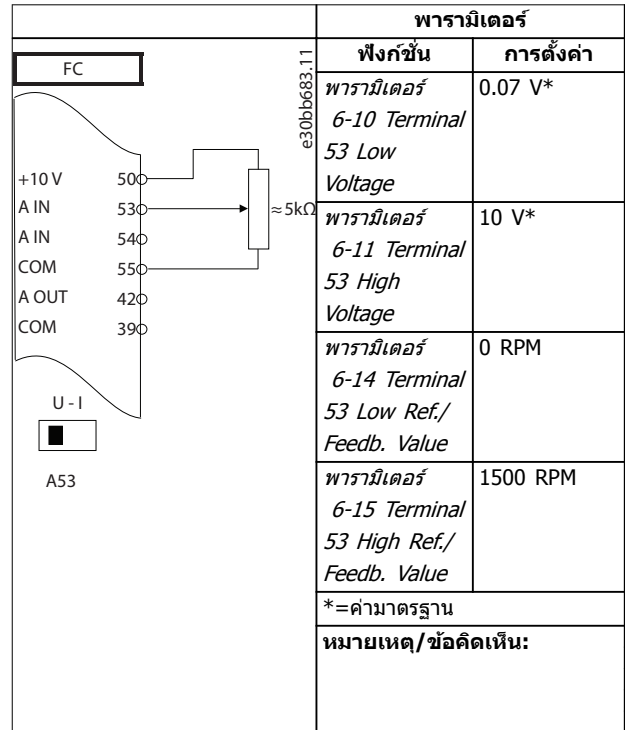 FC
e30bb683.11
+10 V 50
A IN 53
A IN 54
COM 55
A OUT 42
COM 39
≈5kΩ
U - I
A53
พารามิเตอร์
ฟังก์ชั่น การตั้งค่า
พารามิเตอร์ 0.07 V*
6-10 Terminal
53 Low
Voltage
พารามิเตอร์ 10 V*
6-11 Terminal
53 High
Voltage
พารามิเตอร์ 0 RPM
6-14 Terminal
53 Low Ref./
Feedb. Value
พารามิเตอร์ 1500 RPM
6-15 Terminal
53 High Ref./
Feedb. Value
*=ค่ามาตรฐาน
หมายเหตุ/ข้อคิดเห็น: